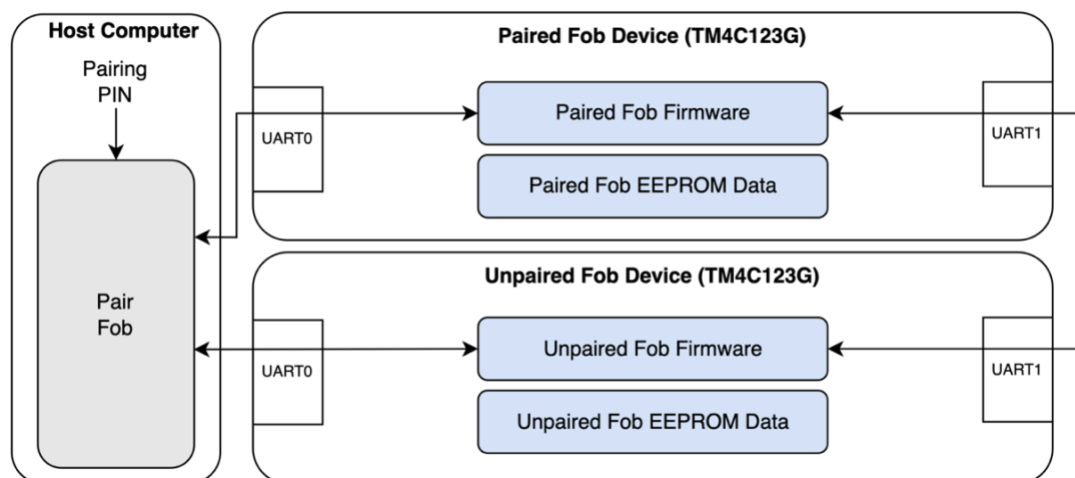 Host Computer
Pairing
PIN
Pair
Fob
Paired Fob Device (TM4C123G)
UART0
Paired Fob Firmware
Paired Fob EEPROM Data
UART1
Unpaired Fob Device (TM4C123G)
UART0
Unpaired Fob Firmware
Unpaired Fob EEPROM Data
UART1